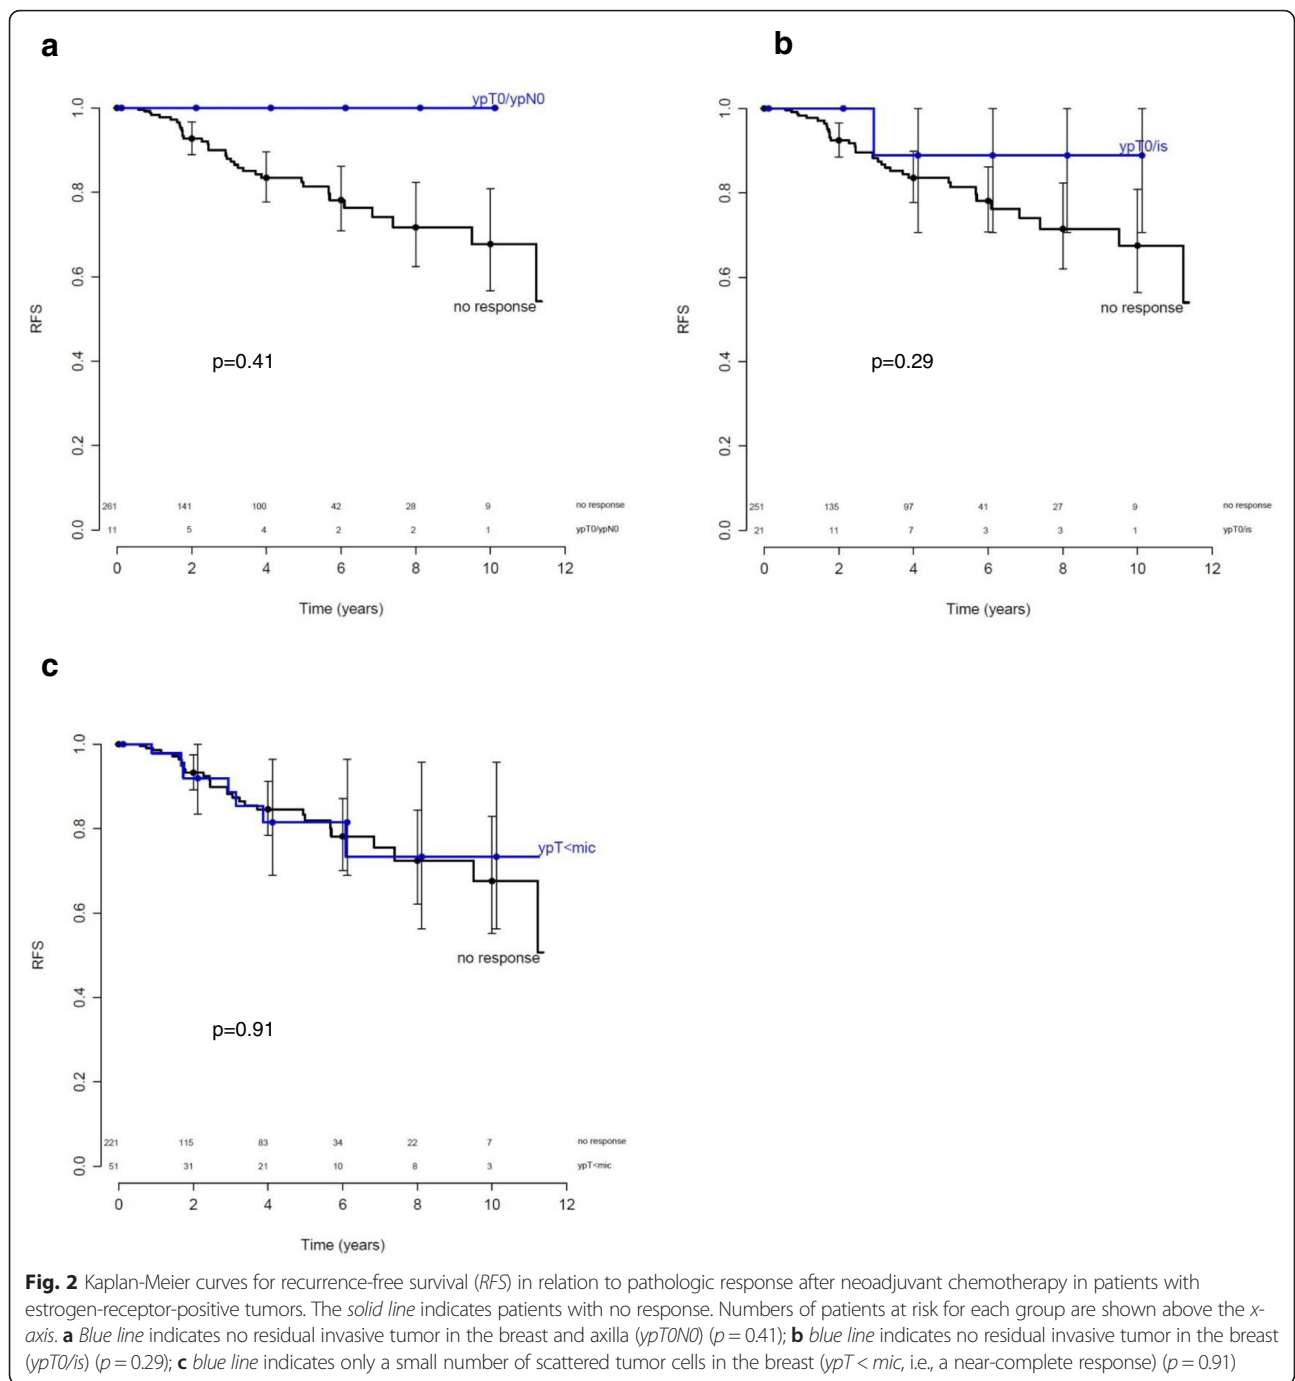 a
1.0
0.8
0.6
0.4
0.2
0.0
RFS
ypT0/ypN0
no response
p=0.41
261 141 100 42 28 9 no response
11 5 4 2 2 1 ypT0/ypN0
0 2 4 6 8 10 12
Time (years)
b
1.0
0.8
0.6
0.4
0.2
0.0
RFS
ypT0/is
no response
p=0.29
251 135 97 41 27 9 no response
21 11 7 3 3 1 ypT0/is
0 2 4 6 8 10 12
Time (years)
c
1.0
0.8
0.6
0.4
0.2
0.0
RFS
ypT<mic
no response
p=0.91
221 115 83 34 22 7 no response
51 31 21 10 8 3 ypT<mic
0 2 4 6 8 10 12
Time (years)
Fig. 2 Kaplan-Meier curves for recurrence-free survival (RFS) in relation to pathologic response after neoadjuvant chemotherapy in patients with
estrogen-receptor-positive tumors. The solid line indicates patients with no response. Numbers of patients at risk for each group are shown above the x-
axis. a Blue line indicates no residual invasive tumor in the breast and axilla (ypT0N0) (p = 0.41); b blue line indicates no residual invasive tumor in the breast
(ypT0/is) (p = 0.29); c blue line indicates only a small number of scattered tumor cells in the breast (ypT < mic, i.e., a near-complete response) (p = 0.91)